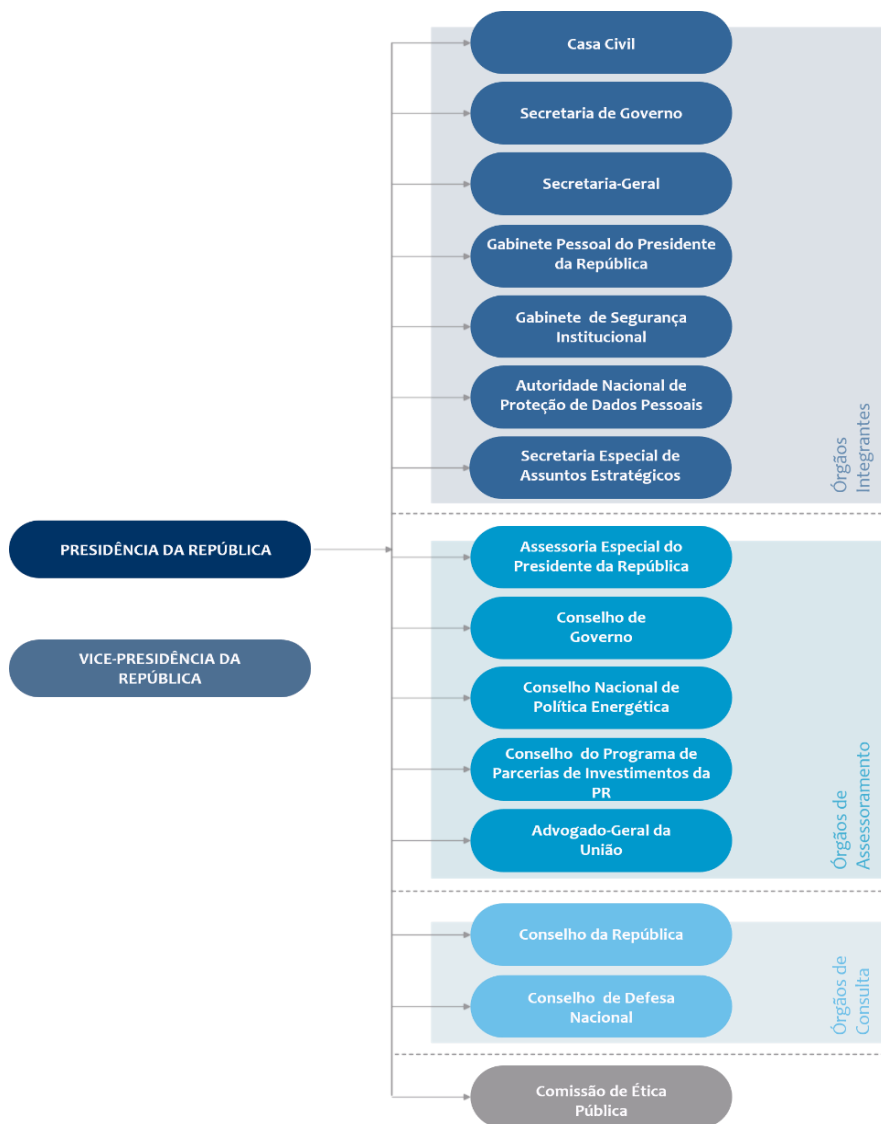 Casa Civil
Secretaria de Governo
Secretaria-Geral
Gabinete Pessoal do Presidente
da República
Gabinete de Segurança
Institucional
Autoridade Nacional de
Proteção de Dados Pessoais
Secretaria Especial de
Assuntos Estratégicos
Órgãos
Integrantes
PRESIDÊNCIA DA REPÚBLICA
VICE-PRESIDÊNCIA DA
REPÚBLICA
Assessoria Especial do
Presidente da República
Conselho de
Governo
Conselho Nacional de
Política Energética
Conselho do Programa de
Parcerias de Investimentos da
PR
Advogado-Geral da
União
Órgãos de
Assessoramento
Conselho da República
Conselho de Defesa
Nacional
Órgãos de
Consulta
Comissão de Ética
Pública